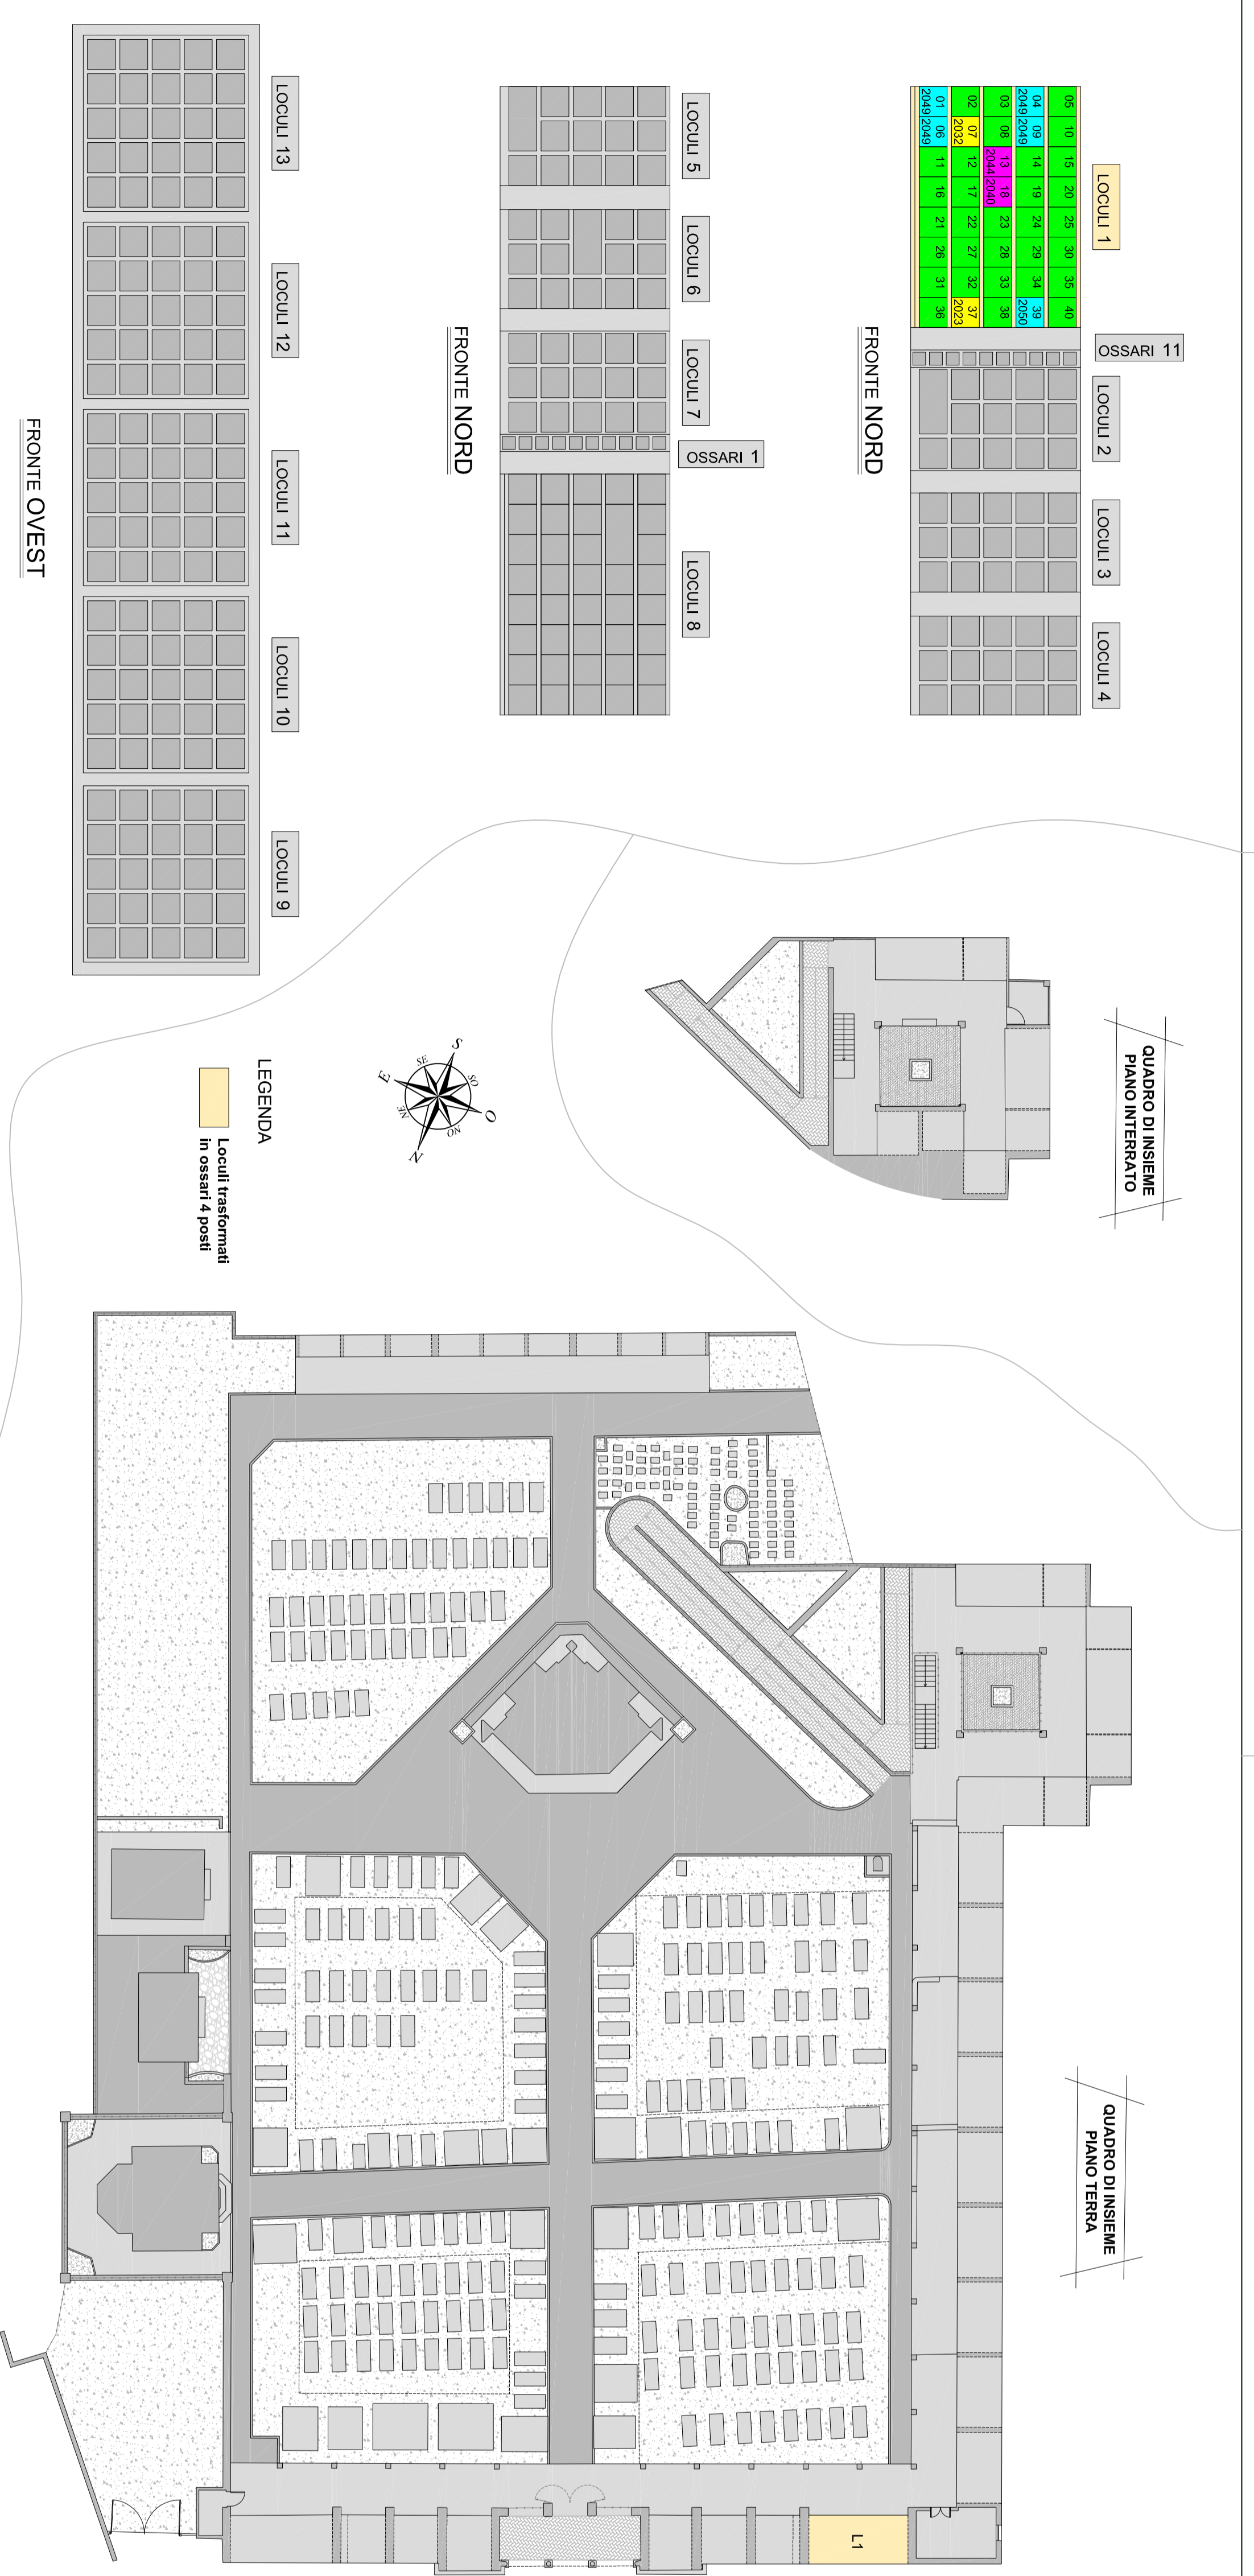 LOCULI 1
OSSARI 11
LOCULI 2
LOCULI 3
LOCULI 4
05 10 15 20 25 30 35 40
04 09 14 19 24 29 34 39
2049 2049 2050
03 08 13 18 23 28 33 38
2044 2040
02 07 12 17 22 27 32 37
2032 2023
01 06 11 16 21 26 31 36
2049 2049
FRONTE NORD
LOCULI 5
LOCULI 6
LOCULI 7
OSSARI 1
LOCULI 8
FRONTE NORD
LOCULI 13
LOCULI 12
LOCULI 11
LOCULI 10
LOCULI 9
FRONTE OVEST
QUADRO DI INSIEME
PIANO INTERRATO
S
SO
O
NO
N
NE
E
SE
LEGENDA
Loculi trasformati
in ossari 4 posti
QUADRO DI INSIEME
PIANO TERRA
L1